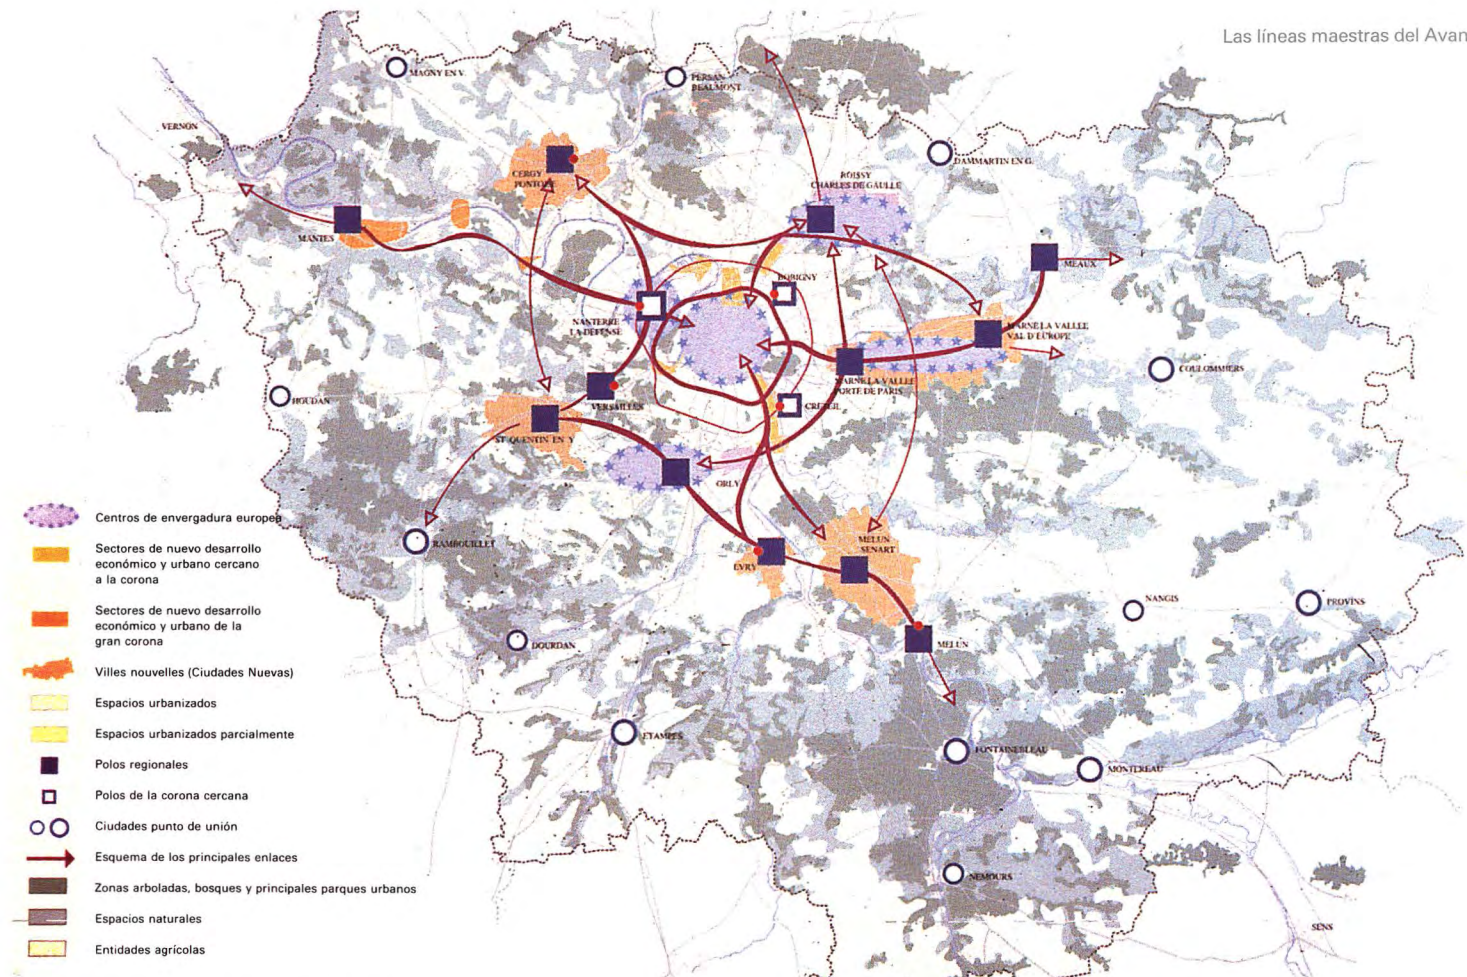 Las líneas maestras del Avan
MAGNY EN V.
PERSAN
BEAUMONT
VERNON
DAMMARTIN EN G.
CERGY
PONTOISE
ROISSY
CHARLES DE GAULLE
MANTES
MEAUX
BOBIGNY
NANTERRE
LA DEFENSE
MARNE LA VALLLE
VAL D'EUROPE
MARNE LA VALLLE
PORTE DE PARIS
COULOMMIERS
HOUDAN
VERSAILLES
CRETEIL
ST QUENTIN EN Y
ORLY
RAMBOUILLET
MELUN
SENART
EVRY
NANGIS
PROVINS
DOURDAN
MELUN
ETAMPES
FONTAINEBLEAU
MONTEREAU
NEMOURS
SENS
Centros de envergadura europea
Sectores de nuevo desarrollo
económico y urbano cercano
a la corona
Sectores de nuevo desarrollo
económico y urbano de la
gran corona
Villes nouvelles (Ciudades Nuevas)
Espacios urbanizados
Espacios urbanizados parcialmente
Polos regionales
Polos de la corona cercana
Ciudades punto de unión
Esquema de los principales enlaces
Zonas arboladas, bosques y principales parques urbanos
Espacios naturales
Entidades agrícolas